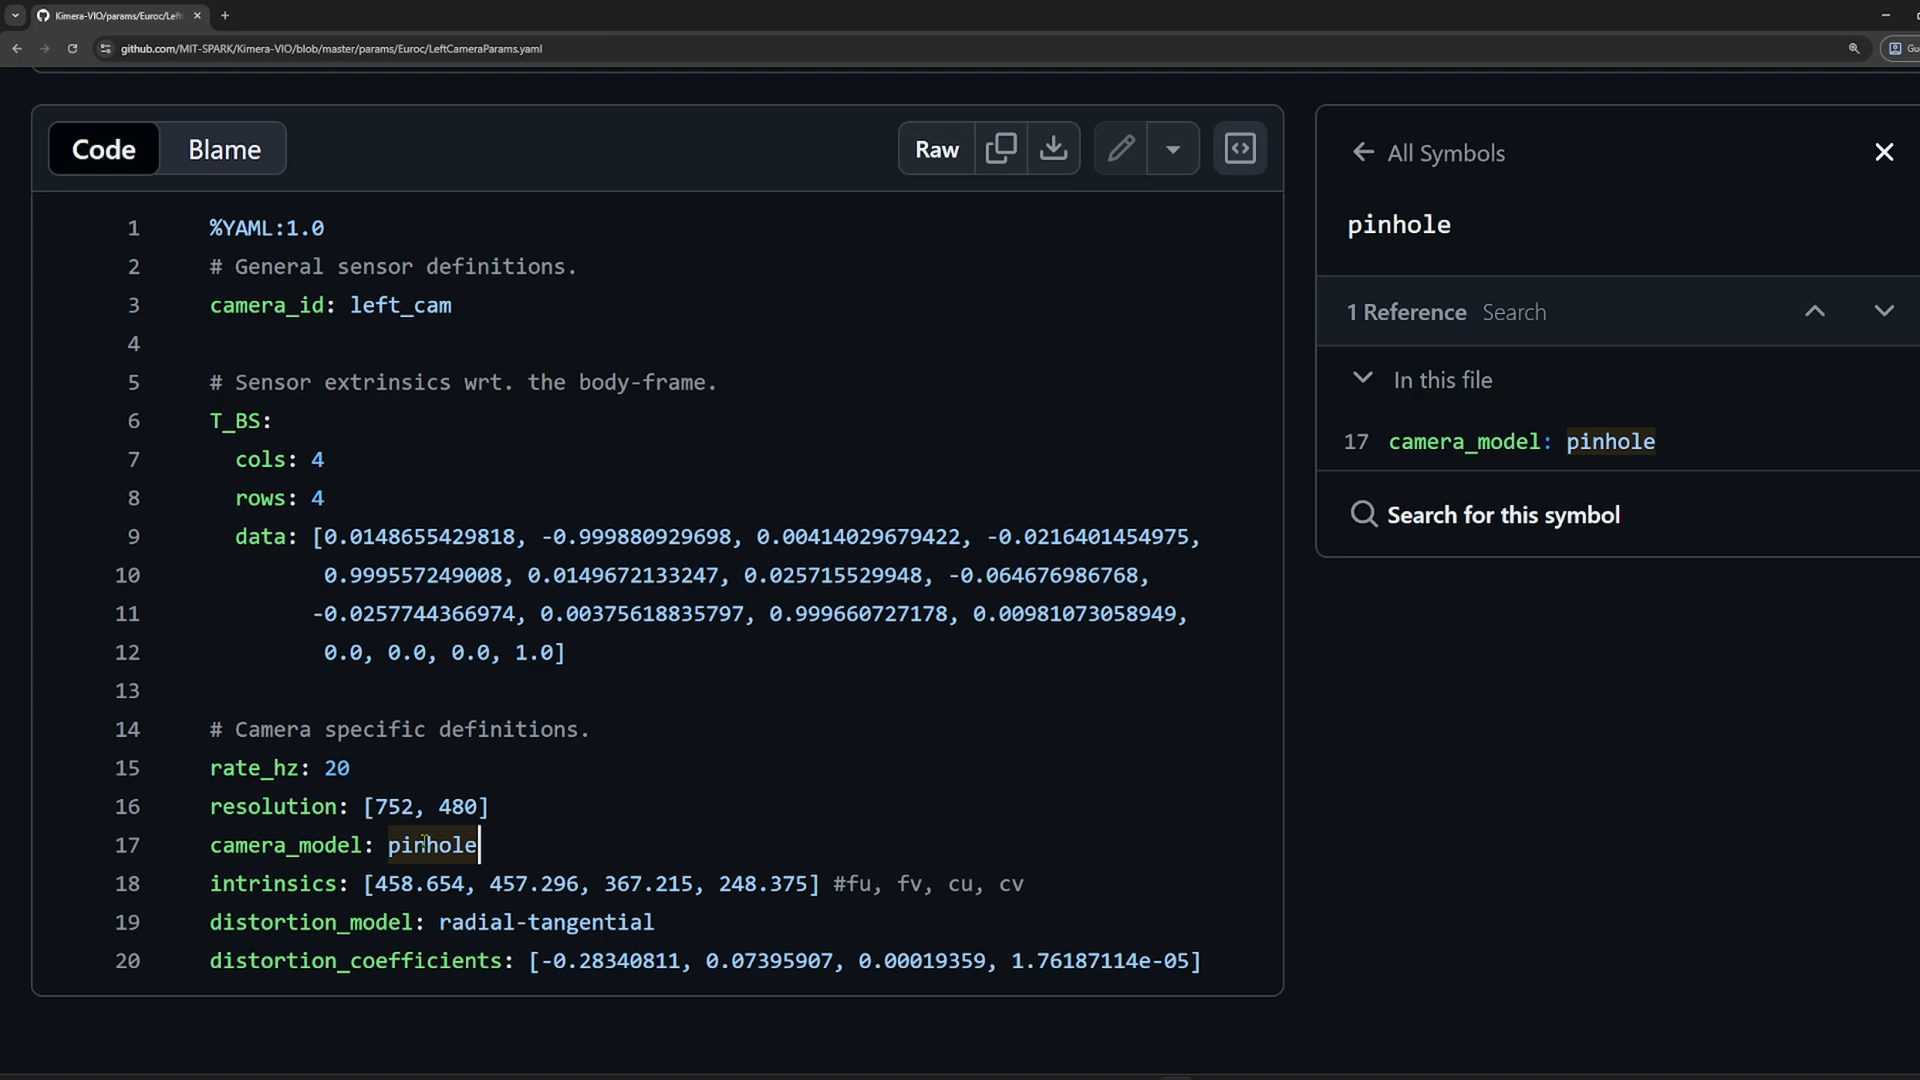 Kimera-VIO/params/Euroc/Left
github.com/MIT-SPARK/Kimera-VIO/blob/master/params/Euroc/LeftCameraParams.yaml
Gu
Code Blame
Raw
1 %YAML:1.0
2 # General sensor definitions.
3 camera_id: left_cam
4
5 # Sensor extrinsics wrt. the body-frame.
6 T_BS:
7 cols: 4
8 rows: 4
9 data: [0.0148655429818, -0.999880929698, 0.00414029679422, -0.0216401454975,
10 0.999557249008, 0.0149672133247, 0.025715529948, -0.064676986768,
11 -0.0257744366974, 0.00375618835797, 0.999660727178, 0.00981073058949,
12 0.0, 0.0, 0.0, 1.0]
13
14 # Camera specific definitions.
15 rate_hz: 20
16 resolution: [752, 480]
17 camera_model: pinhole
18 intrinsics: [458.654, 457.296, 367.215, 248.375] #fu, fv, cu, cv
19 distortion_model: radial-tangential
20 distortion_coefficients: [-0.28340811, 0.07395907, 0.00019359, 1.76187114e-05]
All Symbols
pinhole
1 Reference Search
In this file
17 camera_model: pinhole
Search for this symbol